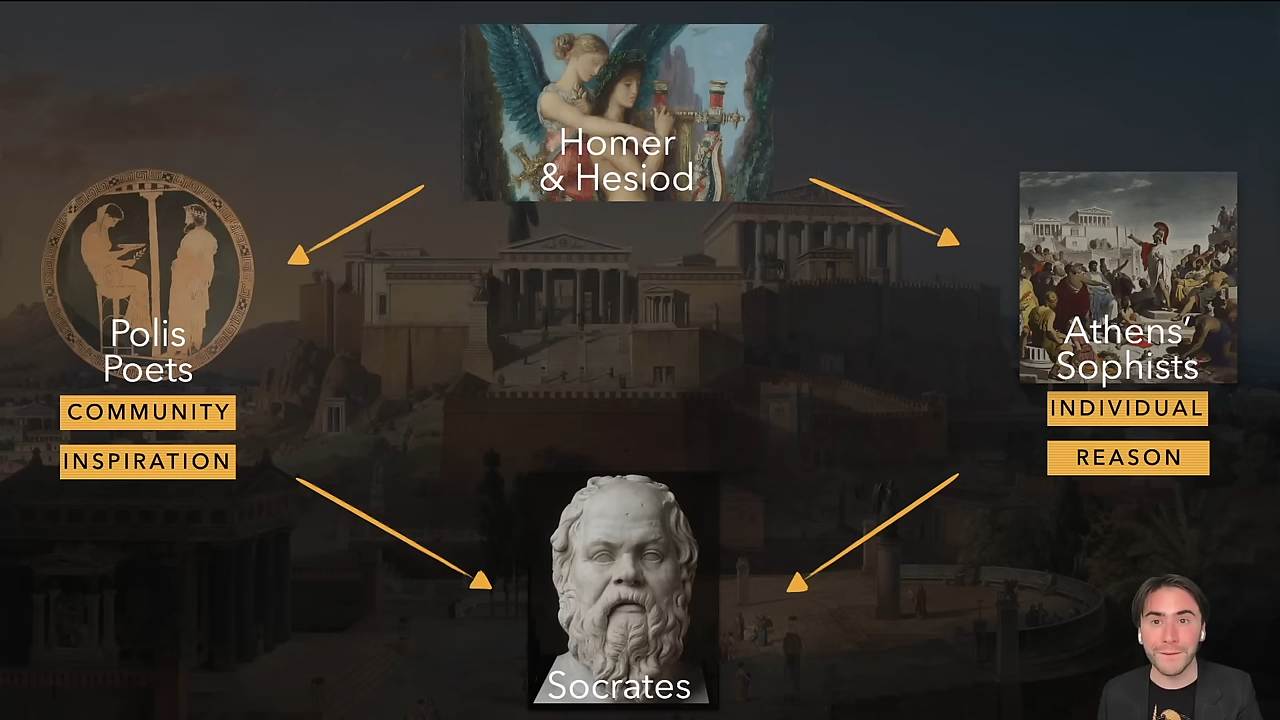 Homer
& Hesiod
Polis
Poets
COMMUNITY
INSPIRATION
Athens’
Sophists
INDIVIDUAL
REASON
Socrates